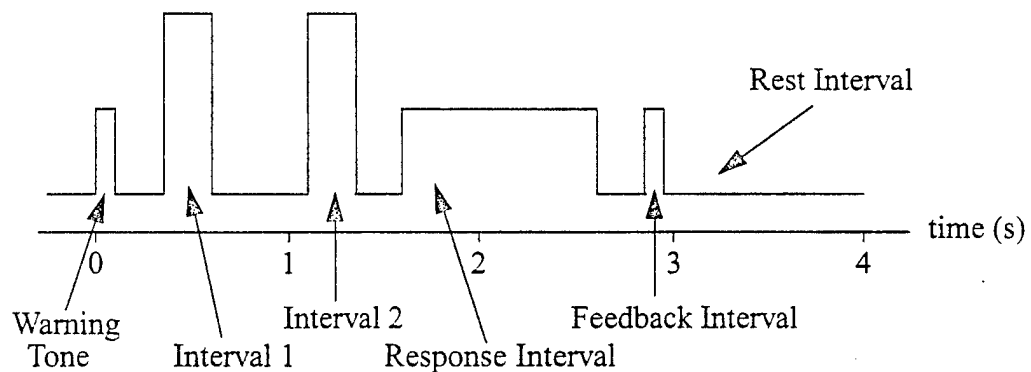 Rest Interval
time (s)
0 1 2 3 4
Warning
Tone
Interval 1
Interval 2
Response Interval
Feedback Interval